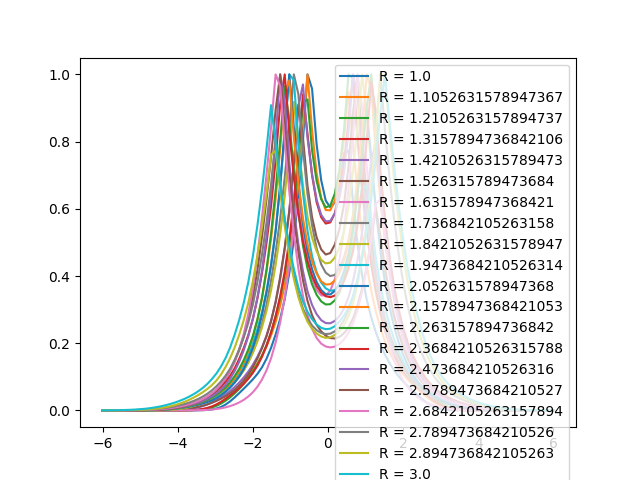 1.0
0.8
0.6
0.4
0.2
0.0
−6
−4
−2
0
2
4
6
R = 1.0
R = 1.1052631578947367
R = 1.2105263157894737
R = 1.3157894736842106
R = 1.4210526315789473
R = 1.526315789473684
R = 1.631578947368421
R = 1.736842105263158
R = 1.8421052631578947
R = 1.9473684210526314
R = 2.052631578947368
R = 2.1578947368421053
R = 2.263157894736842
R = 2.3684210526315788
R = 2.473684210526316
R = 2.5789473684210527
R = 2.6842105263157894
R = 2.789473684210526
R = 2.894736842105263
R = 3.0